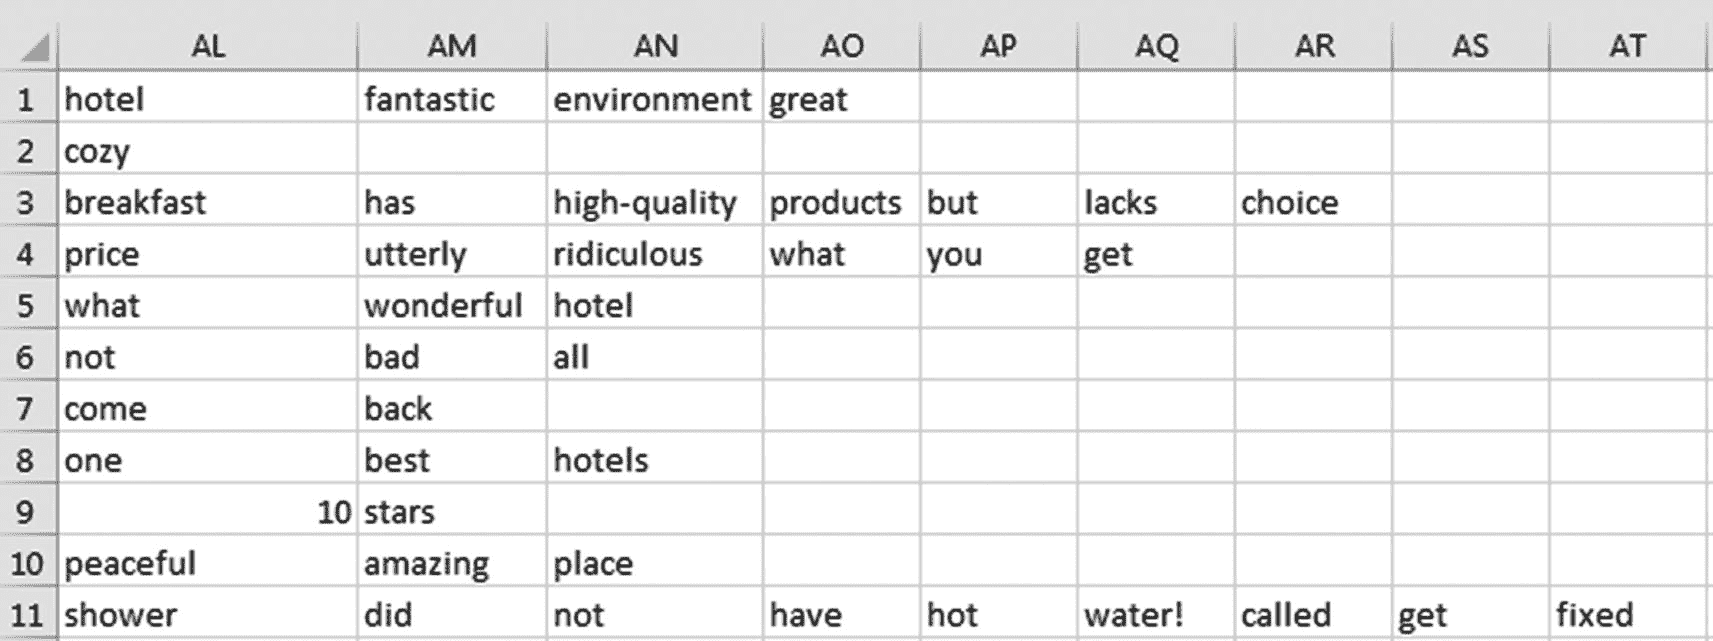 AL AM AN AO AP AQ AR AS AT
1 hotel fantastic environment great
2 cozy
3 breakfast has high-quality products but lacks choice
4 price utterly ridiculous what you get
5 what wonderful hotel
6 not bad all
7 come back
8 one best hotels
9 10 stars
10 peaceful amazing place
11 shower did not have hot water! called get fixed